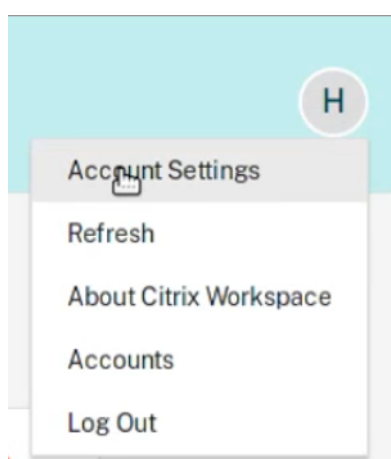 H
Account Settings
Refresh
About Citrix Workspace
Accounts
Log Out